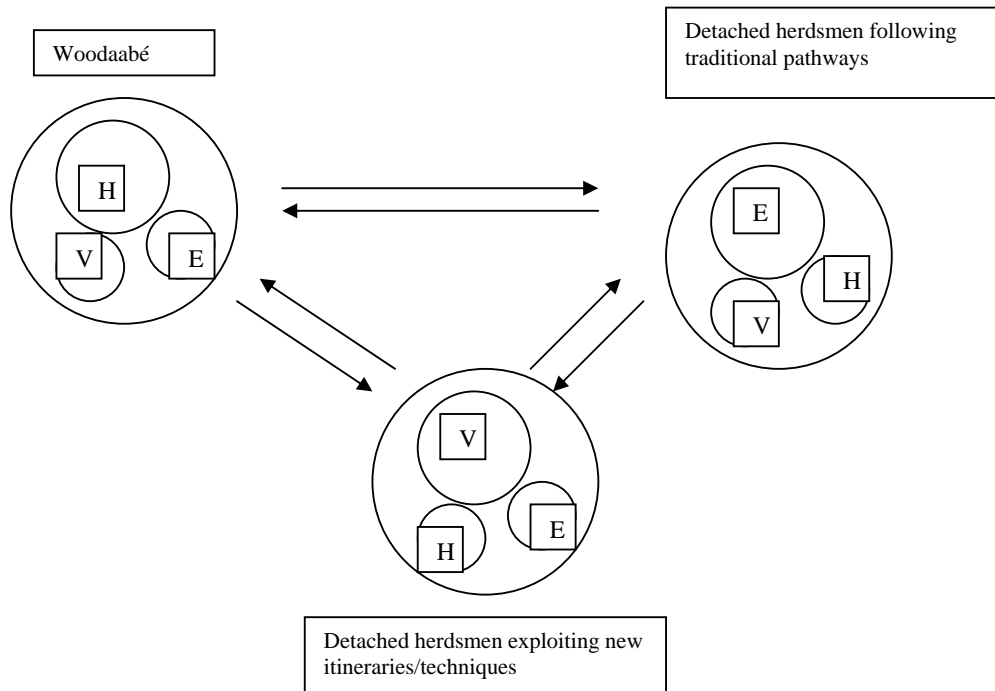 Woodaabé
Detached herdsmen following
traditional pathways
H
V
E
E
H
V
V
H
E
Detached herdsmen exploiting new
itineraries/techniques